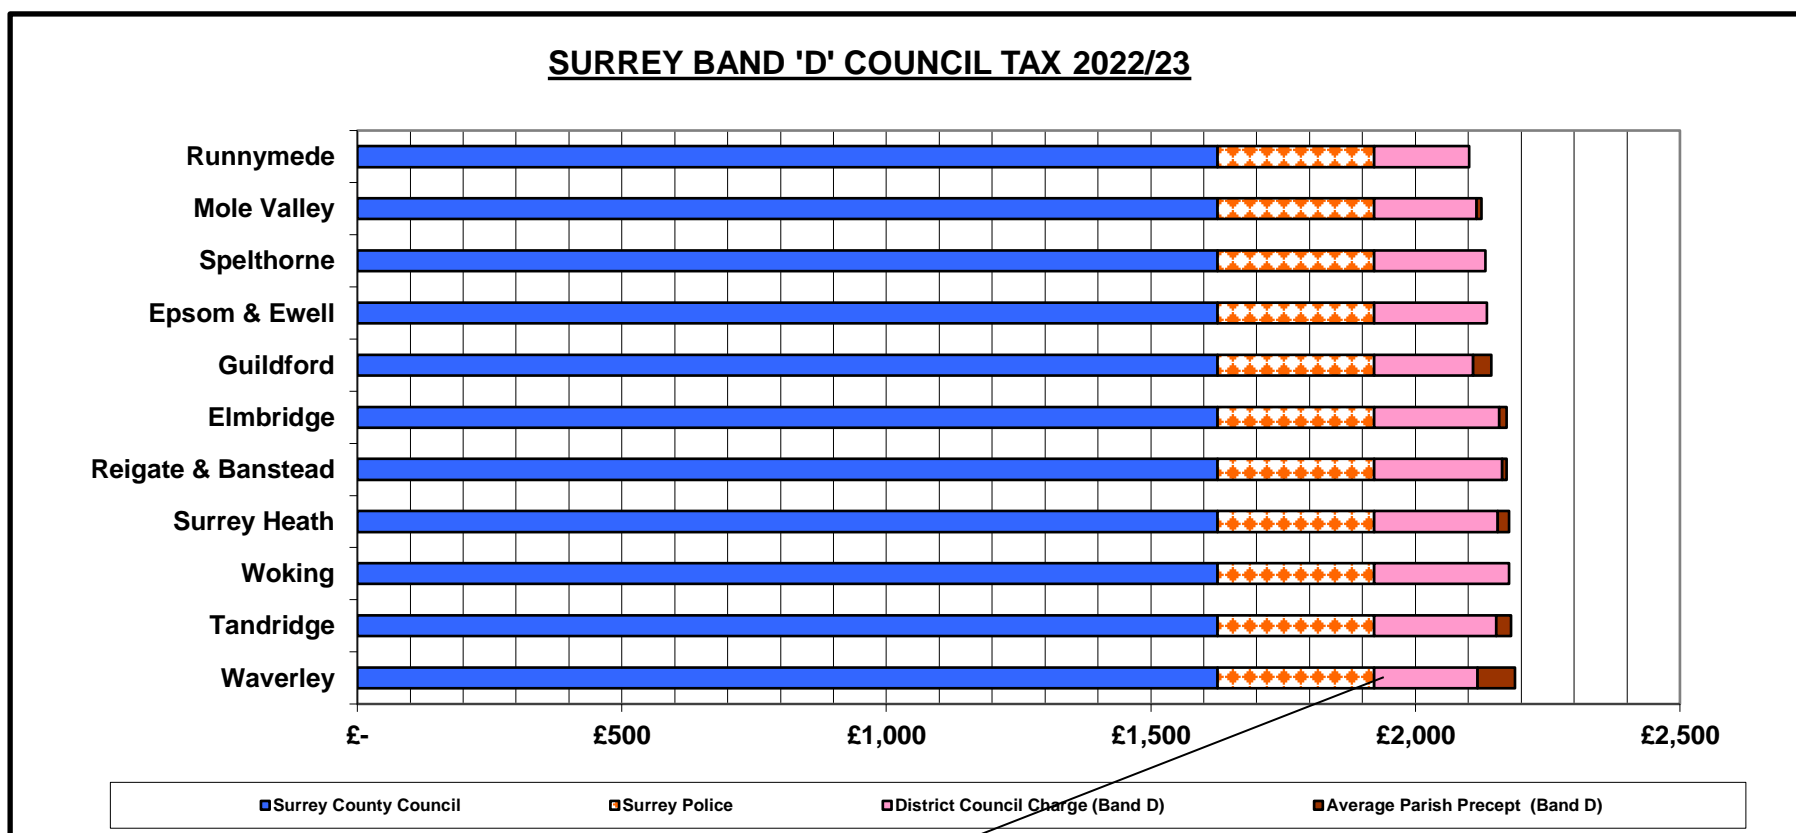 SURREY BAND 'D' COUNCIL TAX 2022/23
Runnymede
Mole Valley
Spelthorne
Epsom & Ewell
Guildford
Elmbridge
Reigate & Banstead
Surrey Heath
Woking
Tandridge
Waverley
£- £500 £1,000 £1,500 £2,000 £2,500
Surrey County Council Surrey Police District Council Charge (Band D) Average Parish Precept (Band D)